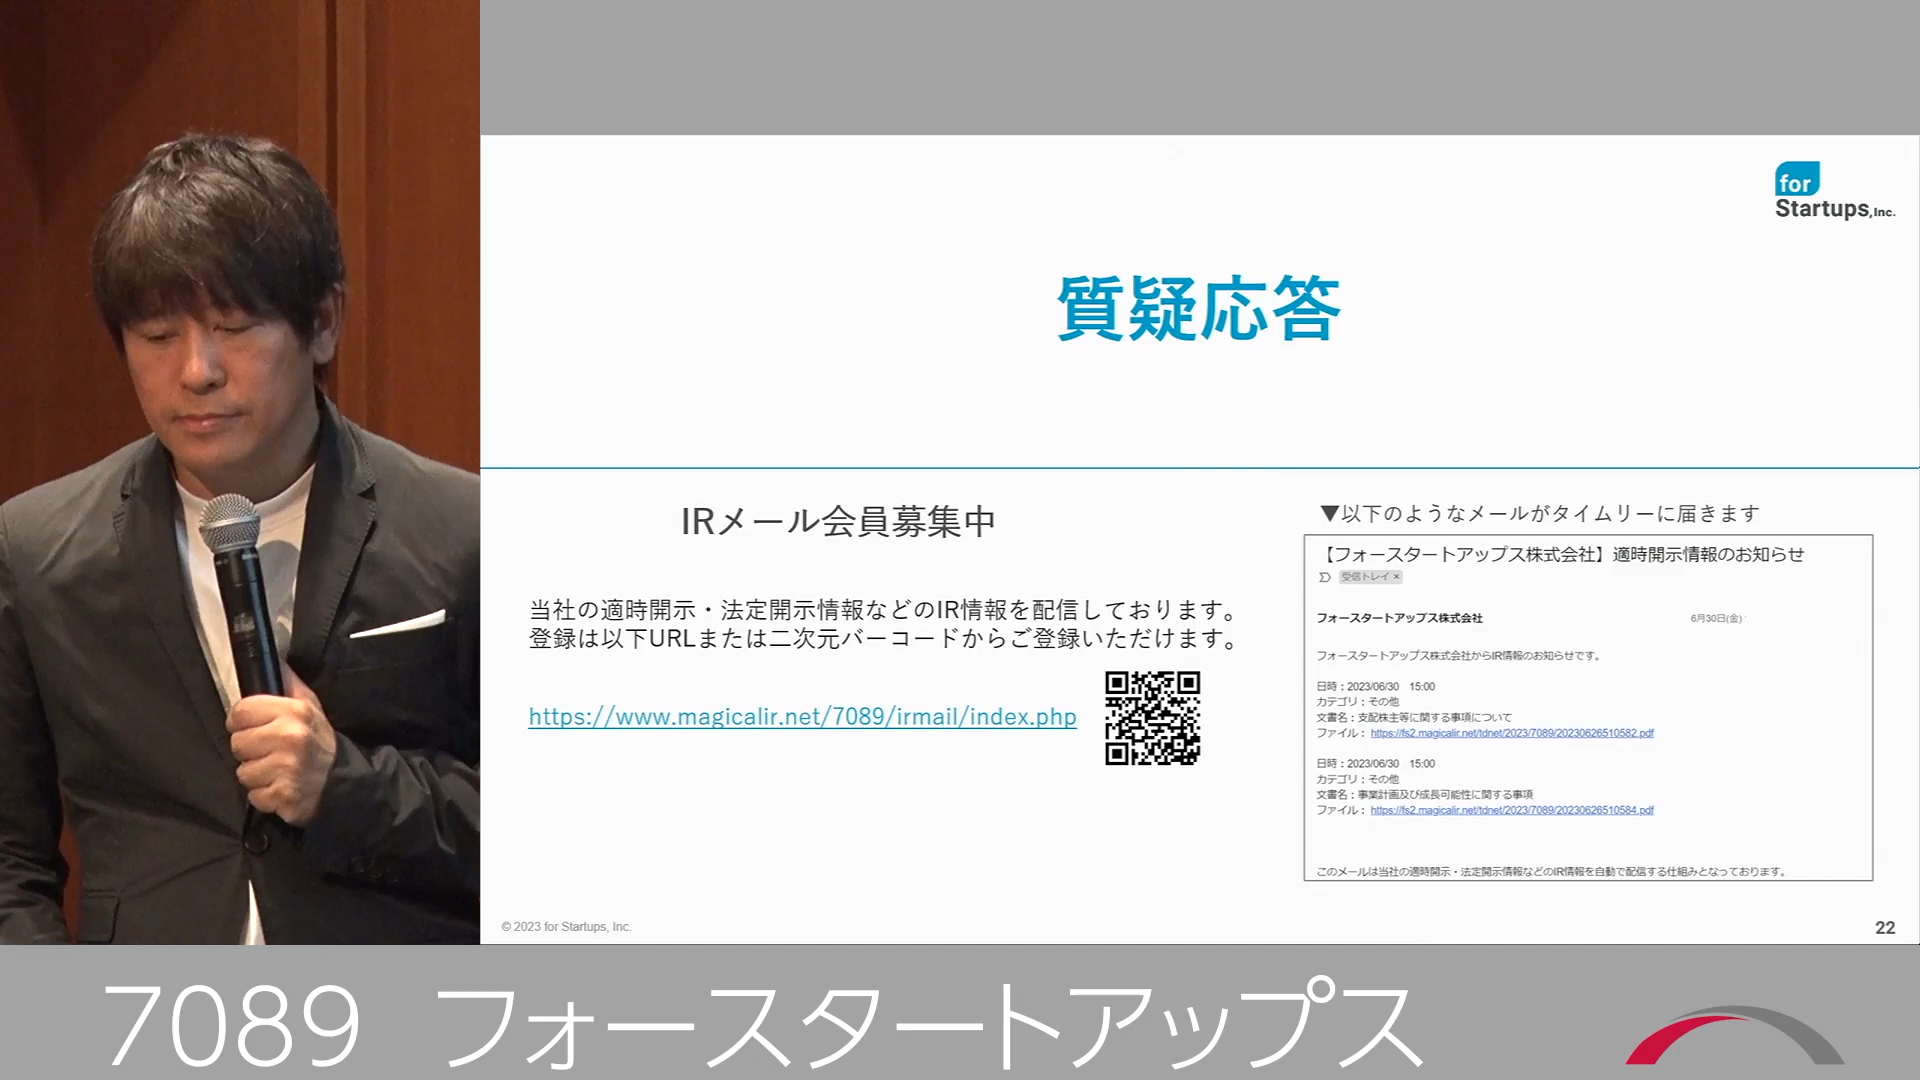 for
Startups,Inc.
質疑応答
IRメール会員募集中
当社の適時開示・法定開示情報などのIR情報を配信しております。
登録は以下URLまたは二次元バーコードからご登録いただけます。
https://www.magicalir.net/7089/irmail/index.php
▼以下のようなメールがタイムリーに届きます
【フォースタートアップス株式会社】適時開示情報のお知らせ
受信トレイ ×
フォースタートアップス株式会社 6月30日(金)
フォースタートアップス株式会社からIR情報のお知らせです。
日時：2023/06/30 15:00
カテゴリ：その他
文書名：支配株主等に関する事項について
ファイル： https://fs2.magicalir.net/tdnet/2023/7089/20230626510582.pdf
日時：2023/06/30 15:00
カテゴリ：その他
文書名：事業計画及び成長可能性に関する事項
ファイル： https://fs2.magicalir.net/tdnet/2023/7089/20230626510584.pdf
このメールは当社の適時開示・法定開示情報などのIR情報を自動で配信する仕組みとなっております。
© 2023 for Startups, Inc.
22
7089 フォースタートアップス